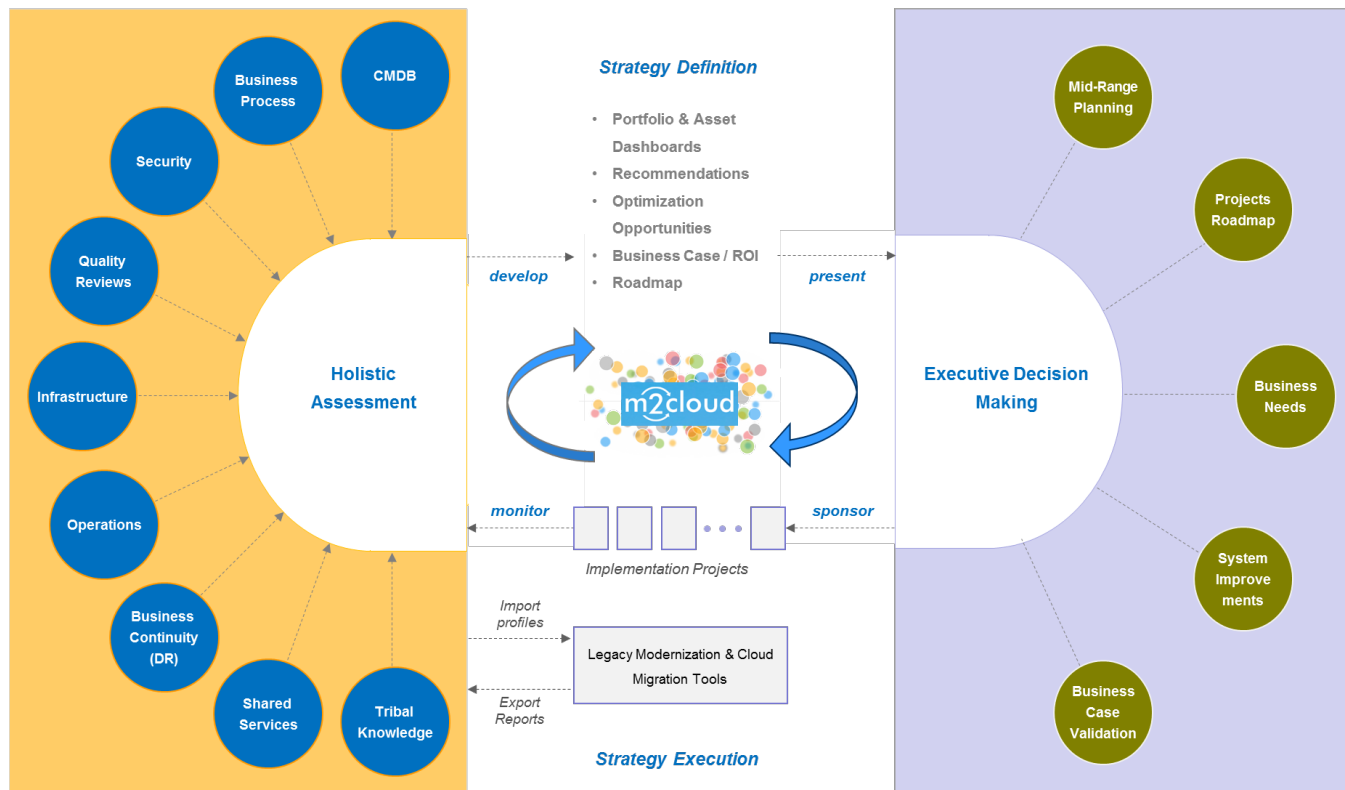 CMDB
Business
Process
Security
Quality
Reviews
Infrastructure
Operations
Business
Continuity
(DR)
Shared
Services
Tribal
Knowledge
Holistic
Assessment
Strategy Definition
• Portfolio & Asset
Dashboards
• Recommendations
• Optimization
Opportunities
• Business Case / ROI
• Roadmap
develop
present
m2cloud
monitor
sponsor
Implementation Projects
Import
profiles
Legacy Modernization & Cloud
Migration Tools
Export
Reports
Strategy Execution
Executive Decision
Making
Mid-Range
Planning
Projects
Roadmap
Business
Needs
System
Improve
ments
Business
Case
Validation